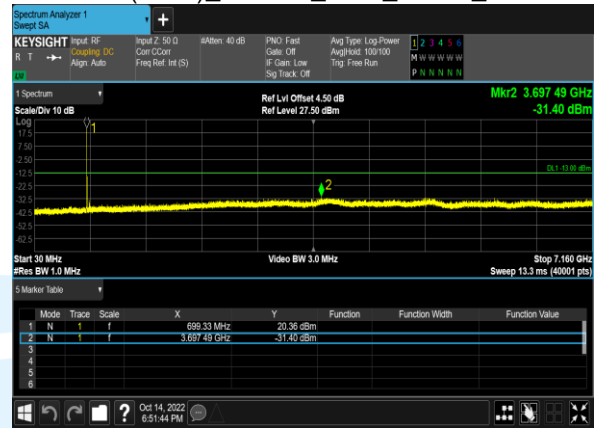 Spectrum Analyzer 1
Swept SA
KEYSIGHT
R T
LV
Input: RF
Coupling: DC
Align: Auto
Input Z: 50 Ω
Corr CCorr
Freq Ref: Int (S)
#Atten: 40 dB
PNO: Fast
Gate: Off
IF Gain: Low
Sig Track: Off
Avg Type: Log-Power
Avg|Hold: 100/100
Trig: Free Run
1 2 3 4 5 6
M W W W W W
P N N N N N
1 Spectrum
Scale/Div 10 dB
Ref Lvl Offset 4.50 dB
Ref Level 27.50 dBm
Mkr2 3.697 49 GHz
-31.40 dBm
Log
17.5
7.50
-2.50
-12.5
-22.5
-32.5
-42.5
-52.5
-62.5
1
2
DL1 -13.00 dBm
Start 30 MHz
#Res BW 1.0 MHz
Video BW 3.0 MHz
Stop 7.160 GHz
Sweep 13.3 ms (40001 pts)
5 Marker Table
Mode Trace Scale X Y Function Function Width Function Value
1 N 1 f 699.33 MHz 20.36 dBm
2 N 1 f 3.697 49 GHz -31.40 dBm
3
4
5
6
?
Oct 14, 2022
6:51:44 PM